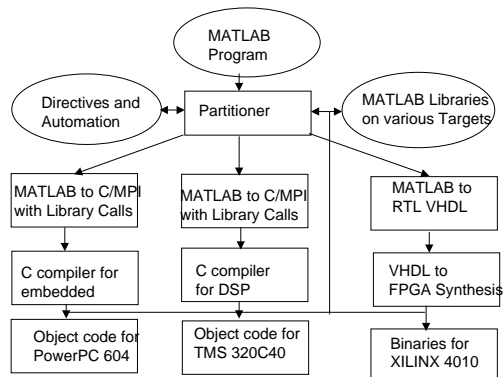 MATLAB
Program
Directives and
Automation
Partitioner
MATLAB Libraries
on various Targets
MATLAB to C/MPI
with Library Calls
MATLAB to C/MPI
with Library Calls
MATLAB to
RTL VHDL
C compiler for
embedded
C compiler
for DSP
VHDL to
FPGA Synthesis
Object code for
PowerPC 604
Object code for
TMS 320C40
Binaries for
XILINX 4010